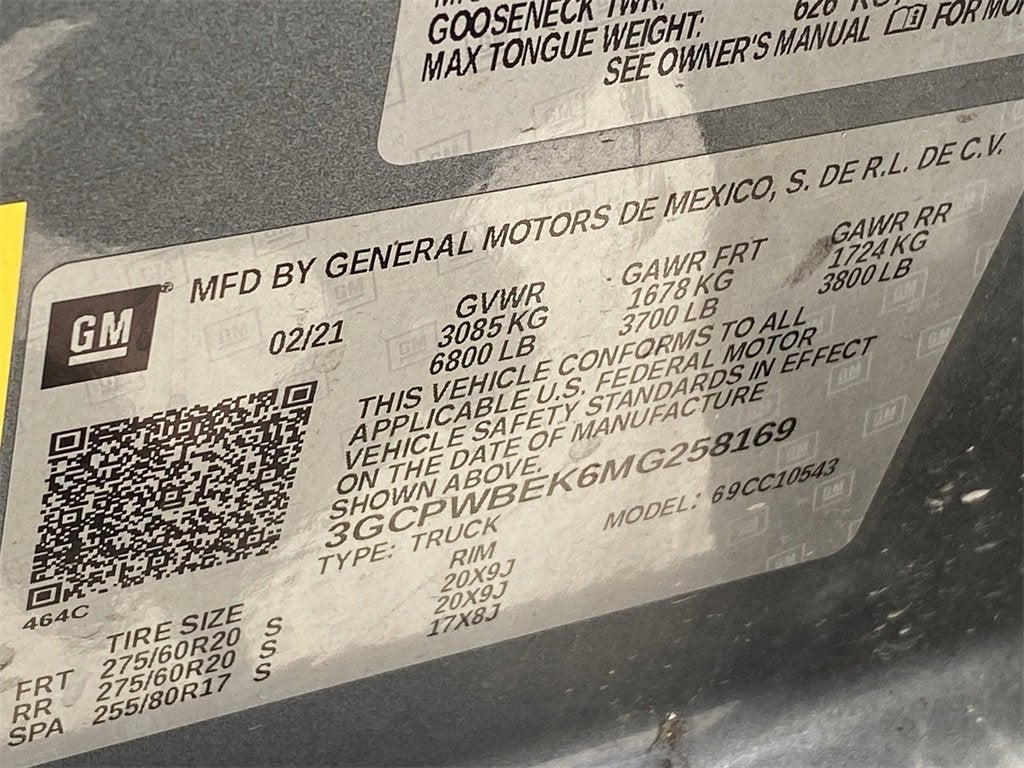 GOOSENECK TWR:
MAX TONGUE WEIGHT: 626
SEE OWNER'S MANUAL FOR
GM
MFD BY GENERAL MOTORS DE MEXICO, S. DE R.L. DE C.V.
02/21
GVWR GAWR FRT GAWR RR
3085 KG 1678 KG 1724 KG
6800 LB 3700 LB 3800 LB
THIS VEHICLE CONFORMS TO ALL
APPLICABLE U.S. FEDERAL MOTOR
VEHICLE SAFETY STANDARDS IN EFFECT
ON THE DATE OF MANUFACTURE
SHOWN ABOVE.
3GCPWBEK6MG258169
TYPE: TRUCK MODEL: 69CC10543
464C
TIRE SIZE RIM
FRT 275/60R20 S 20X9J
RR 275/60R20 S 20X9J
SPA 255/80R17 S 17X8J